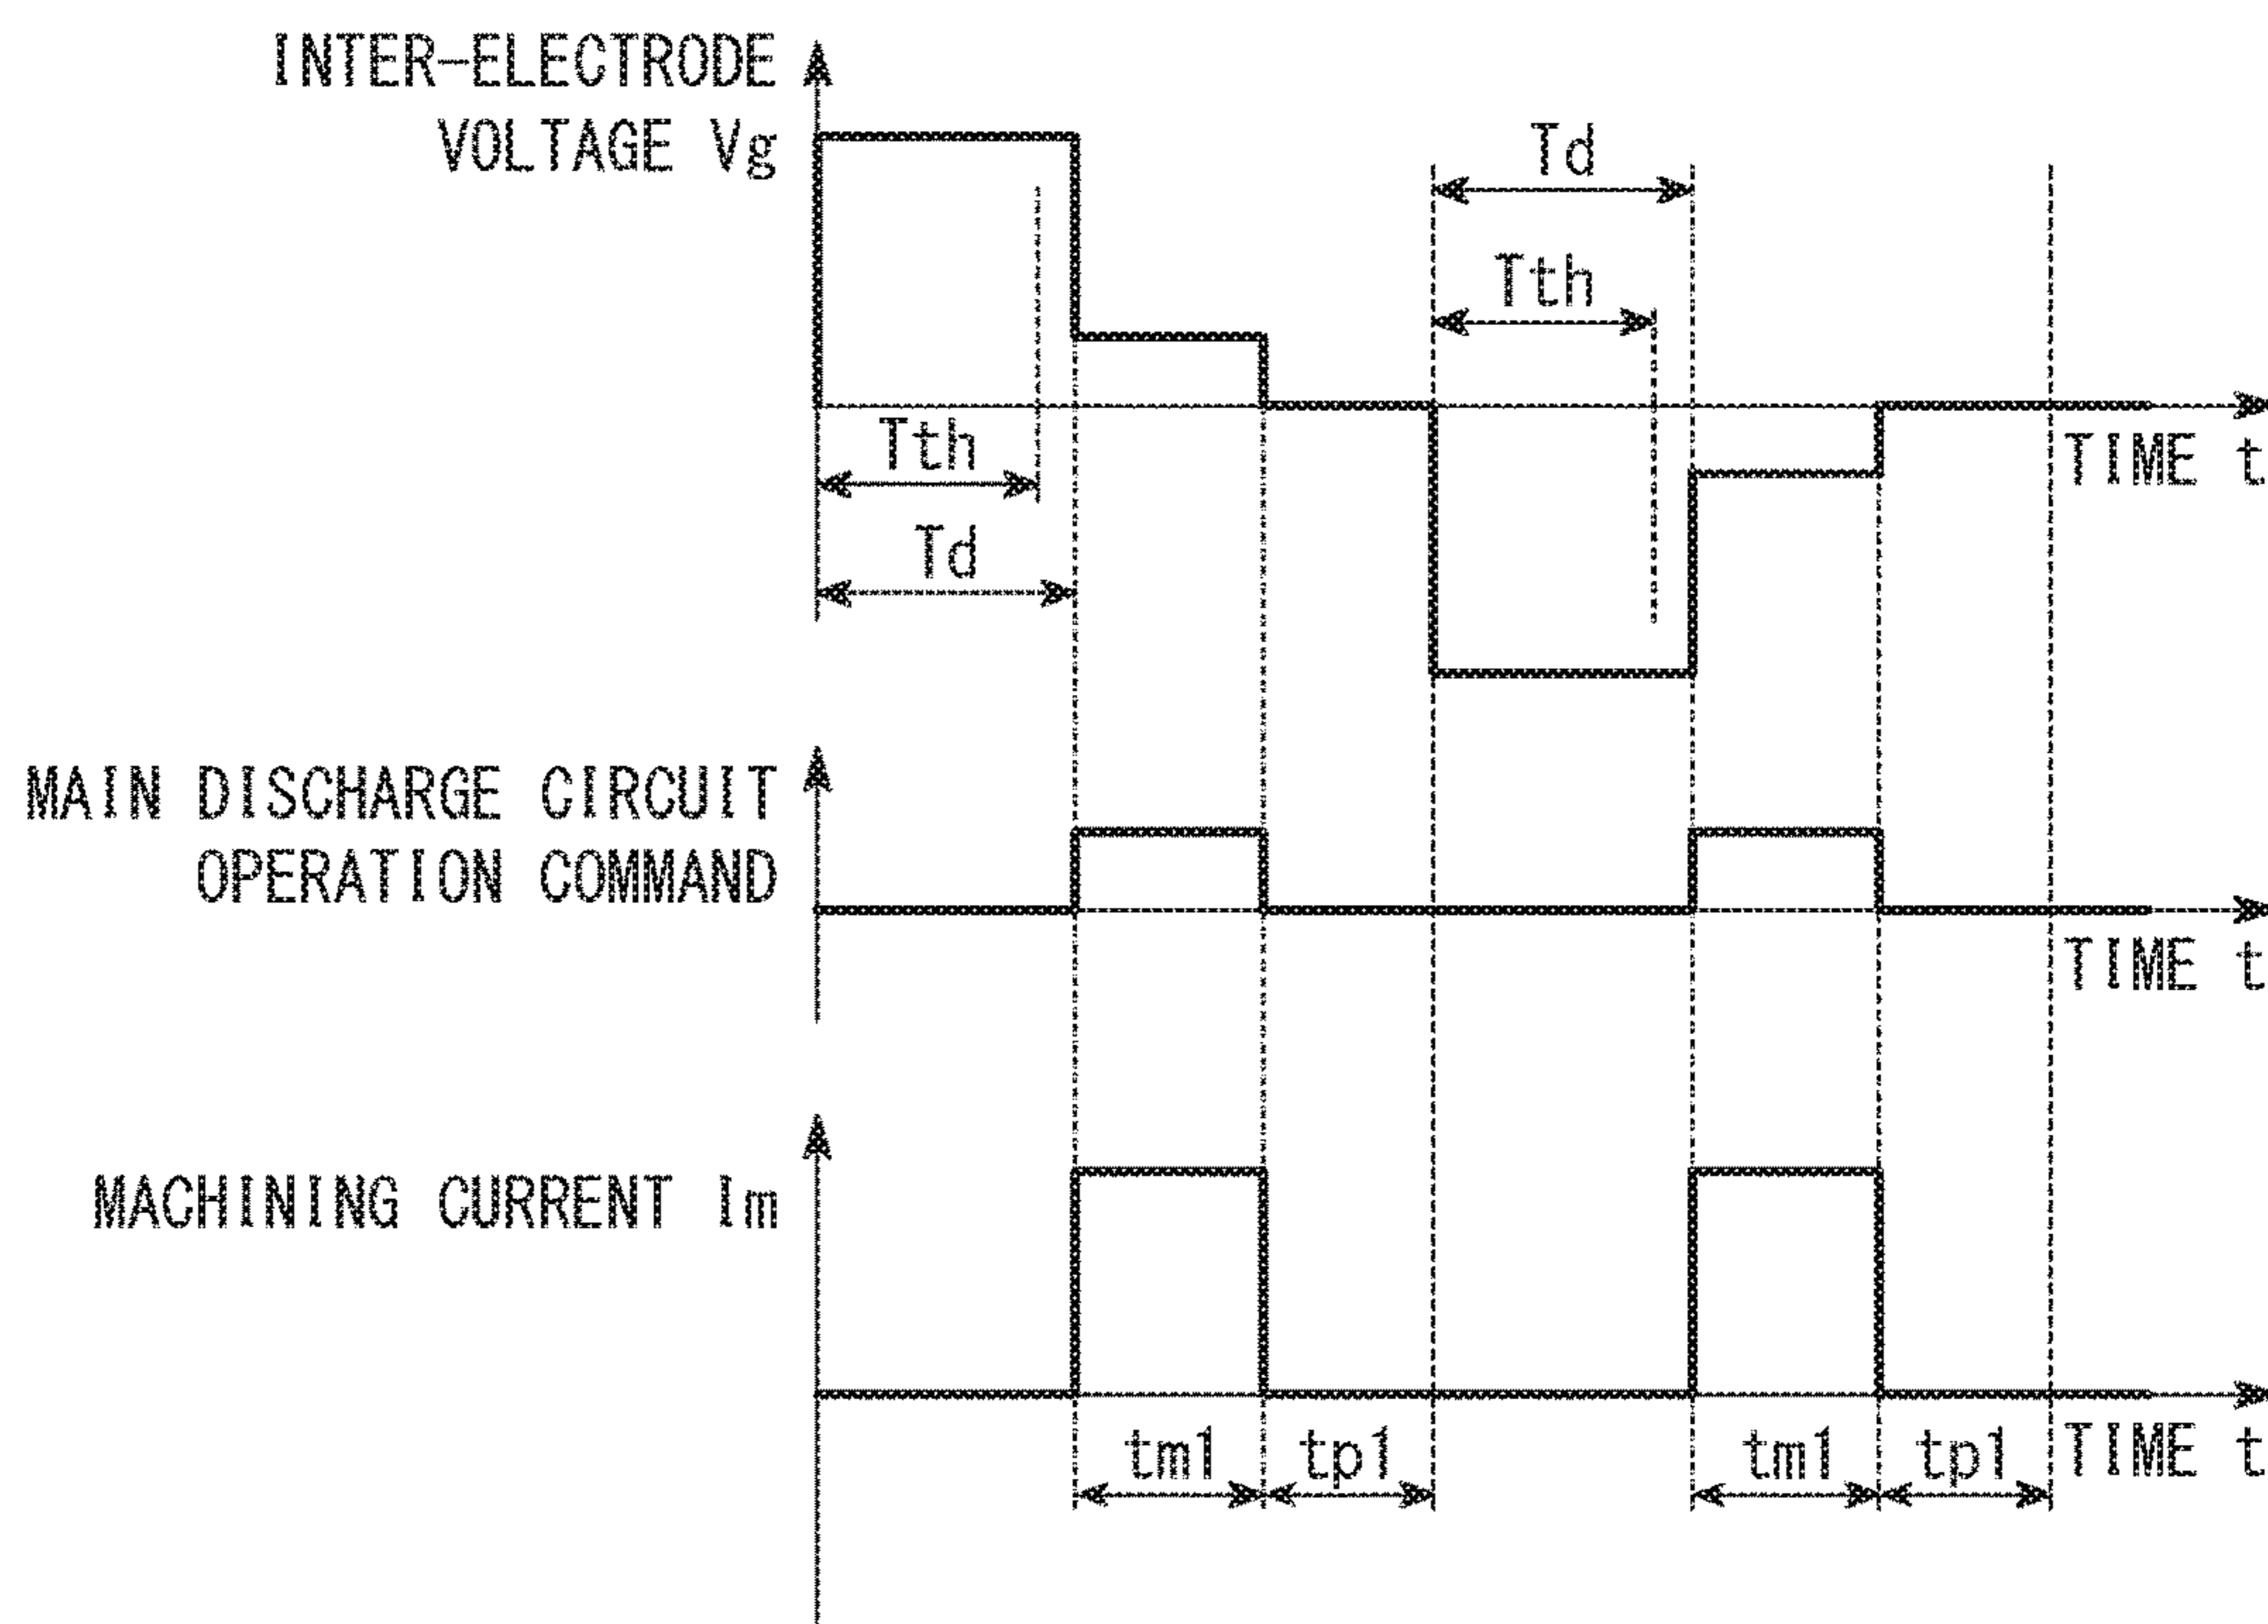 INTER-ELECTRODE
VOLTAGE Vg
Td
Tth
Tth
TIME t
Td
MAIN DISCHARGE CIRCUIT
OPERATION COMMAND
TIME t
MACHINING CURRENT Im
tm1 tp1 tm1 tp1 TIME t